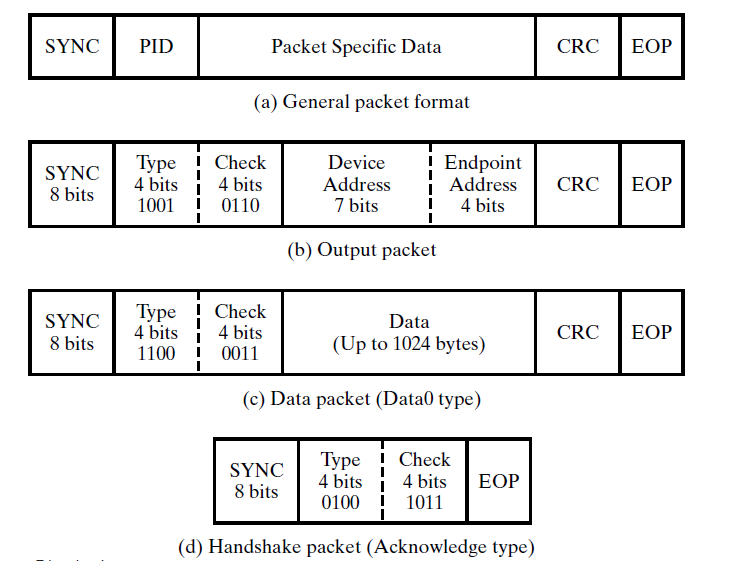 SYNC PID Packet Specific Data CRC EOP
(a) General packet format
SYNC 8 bits
Type 4 bits 1001
Check 4 bits 0110
Device Address 7 bits
Endpoint Address 4 bits
CRC
EOP
(b) Output packet
SYNC 8 bits
Type 4 bits 1100
Check 4 bits 0011
Data (Up to 1024 bytes)
CRC
EOP
(c) Data packet (Data0 type)
SYNC 8 bits
Type 4 bits 0100
Check 4 bits 1011
EOP
(d) Handshake packet (Acknowledge type)